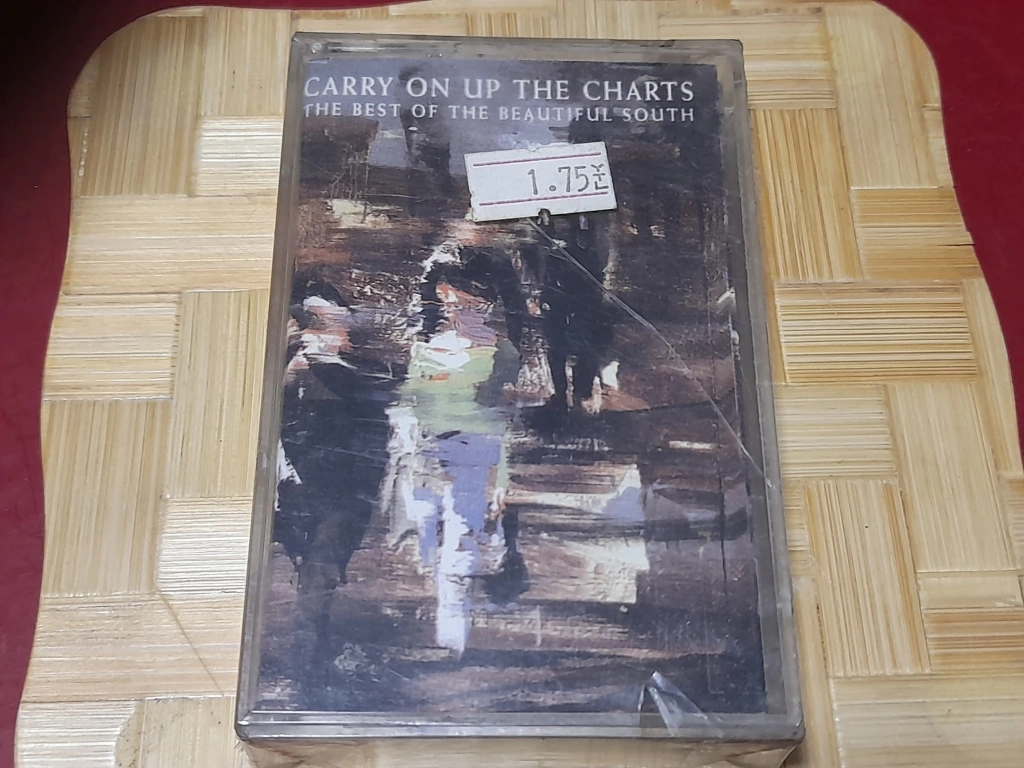 CARRY ON UP THE CHARTS
THE BEST OF THE BEAUTIFUL SOUTH
1.75